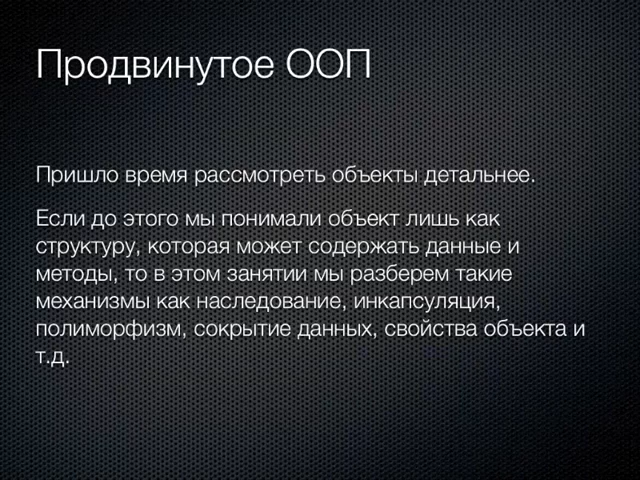 Продвинутое ООП
Пришло время рассмотреть объекты детальнее.
Если до этого мы понимали объект лишь как
структуру, которая может содержать данные и
методы, то в этом занятии мы разберем такие
механизмы как наследование, инкапсуляция,
полиморфизм, сокрытие данных, свойства объекта и
т.д.